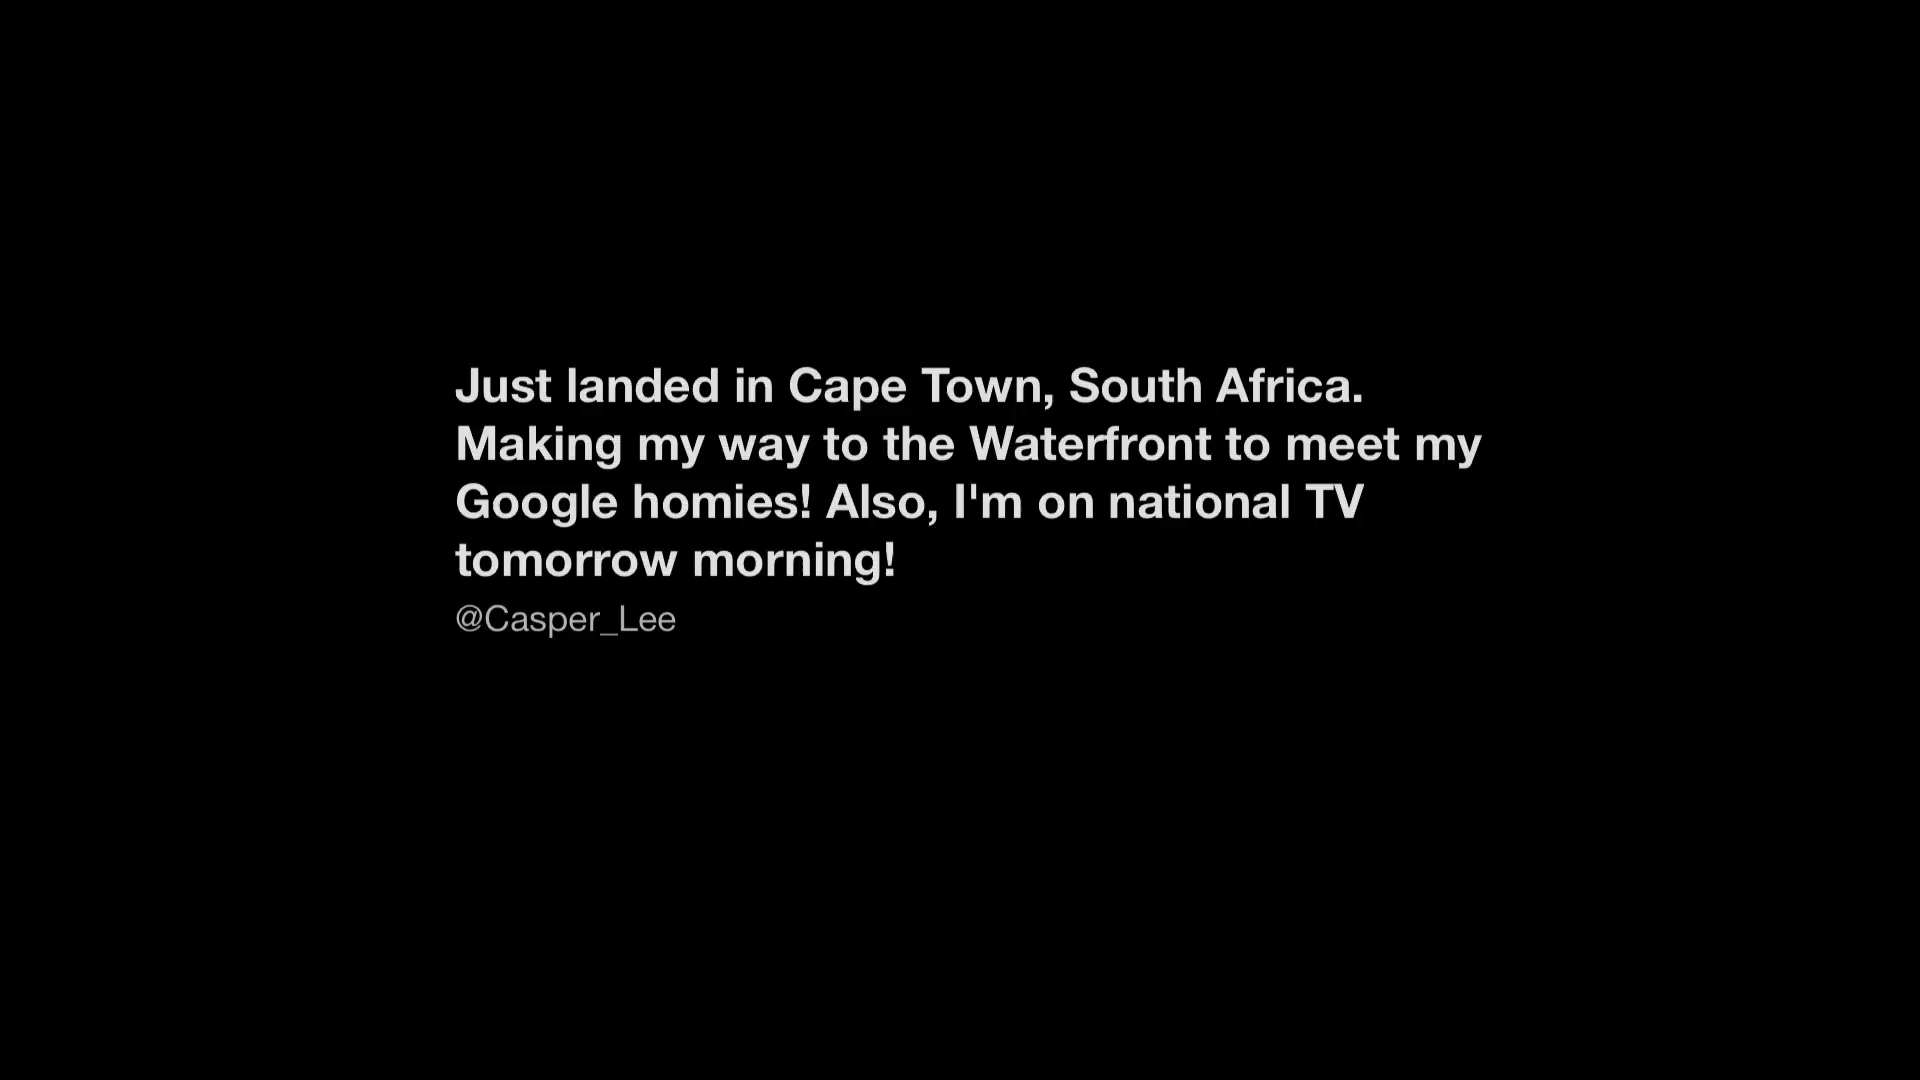 Just landed in Cape Town, South Africa.
Making my way to the Waterfront to meet my
Google homies! Also, I'm on national TV
tomorrow morning!
@Casper_Lee